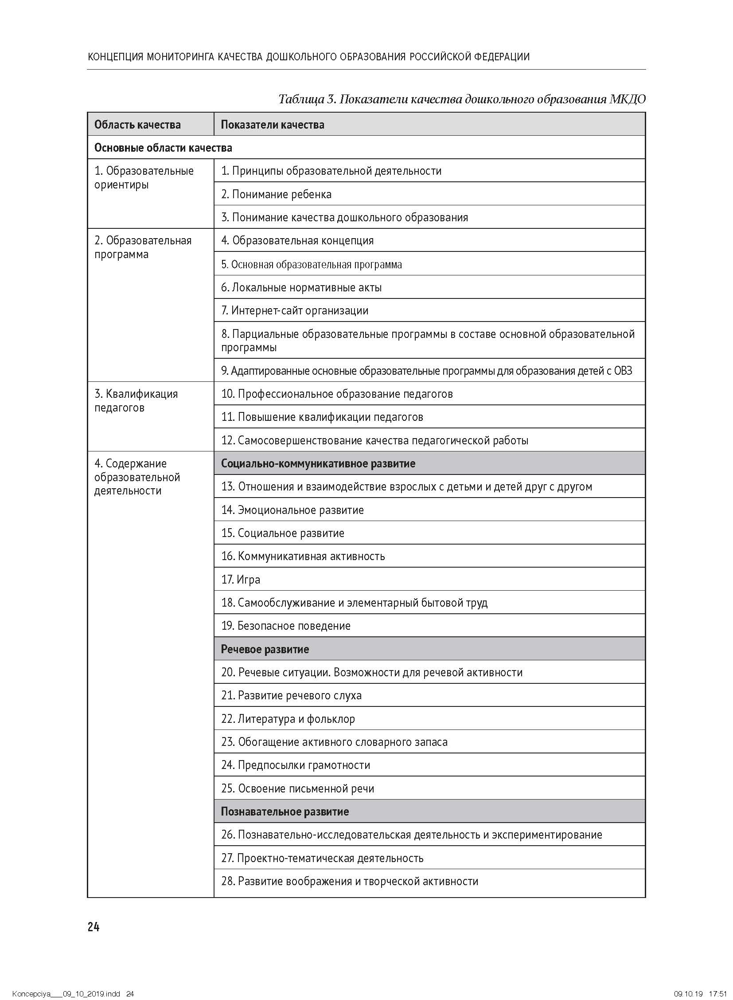 КОНЦЕПЦИЯ МОНИТОРИНГА КАЧЕСТВА ДОШКОЛЬНОГО ОБРАЗОВАНИЯ РОССИЙСКОЙ ФЕДЕРАЦИИ
Таблица 3. Показатели качества дошкольного образования МКДО
Область качества
Показатели качества
Основные области качества
1. Образовательные
ориентиры
1. Принципы образовательной деятельности
2. Понимание ребенка
3. Понимание качества дошкольного образования
2. Образовательная
программа
4. Образовательная концепция
5. Основная образовательная программа
6. Локальные нормативные акты
7. Интернет-сайт организации
8. Парциальные образовательные программы в составе основной образовательной
программы
9. Адаптированные основные образовательные программы для образования детей с ОВЗ
3. Квалификация
педагогов
10. Профессиональное образование педагогов
11. Повышение квалификации педагогов
12. Самосовершенствование качества педагогической работы
4. Содержание
образовательной
деятельности
Социально-коммуникативное развитие
13. Отношения и взаимодействие взрослых с детьми и детей друг с другом
14. Эмоциональное развитие
15. Социальное развитие
16. Коммуникативная активность
17. Игра
18. Самообслуживание и элементарный бытовой труд
19. Безопасное поведение
Речевое развитие
20. Речевые ситуации. Возможности для речевой активности
21. Развитие речевого слуха
22. Литература и фольклор
23. Обогащение активного словарного запаса
24. Предпосылки грамотности
25. Освоение письменной речи
Познавательное развитие
26. Познавательно-исследовательская деятельность и экспериментирование
27. Проектно-тематическая деятельность
28. Развитие воображения и творческой активности
24
Koncepciya___09_10_2019.indd 24
09.10.19 17:51